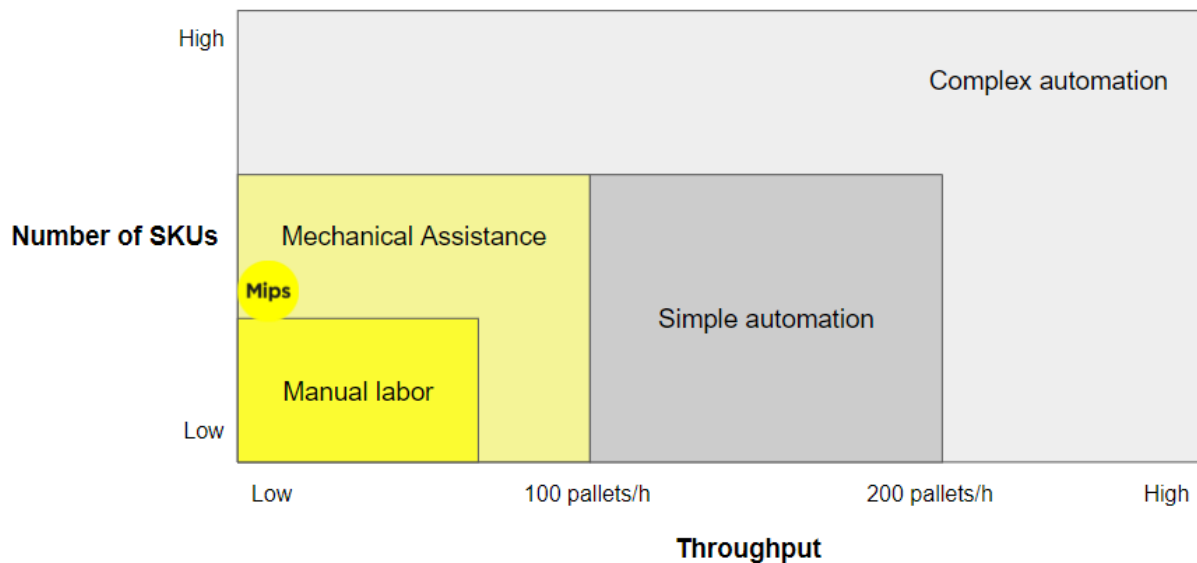 High
Complex automation
Number of SKUs
Mechanical Assistance
Mips
Simple automation
Manual labor
Low
Low
100 pallets/h
200 pallets/h
High
Throughput